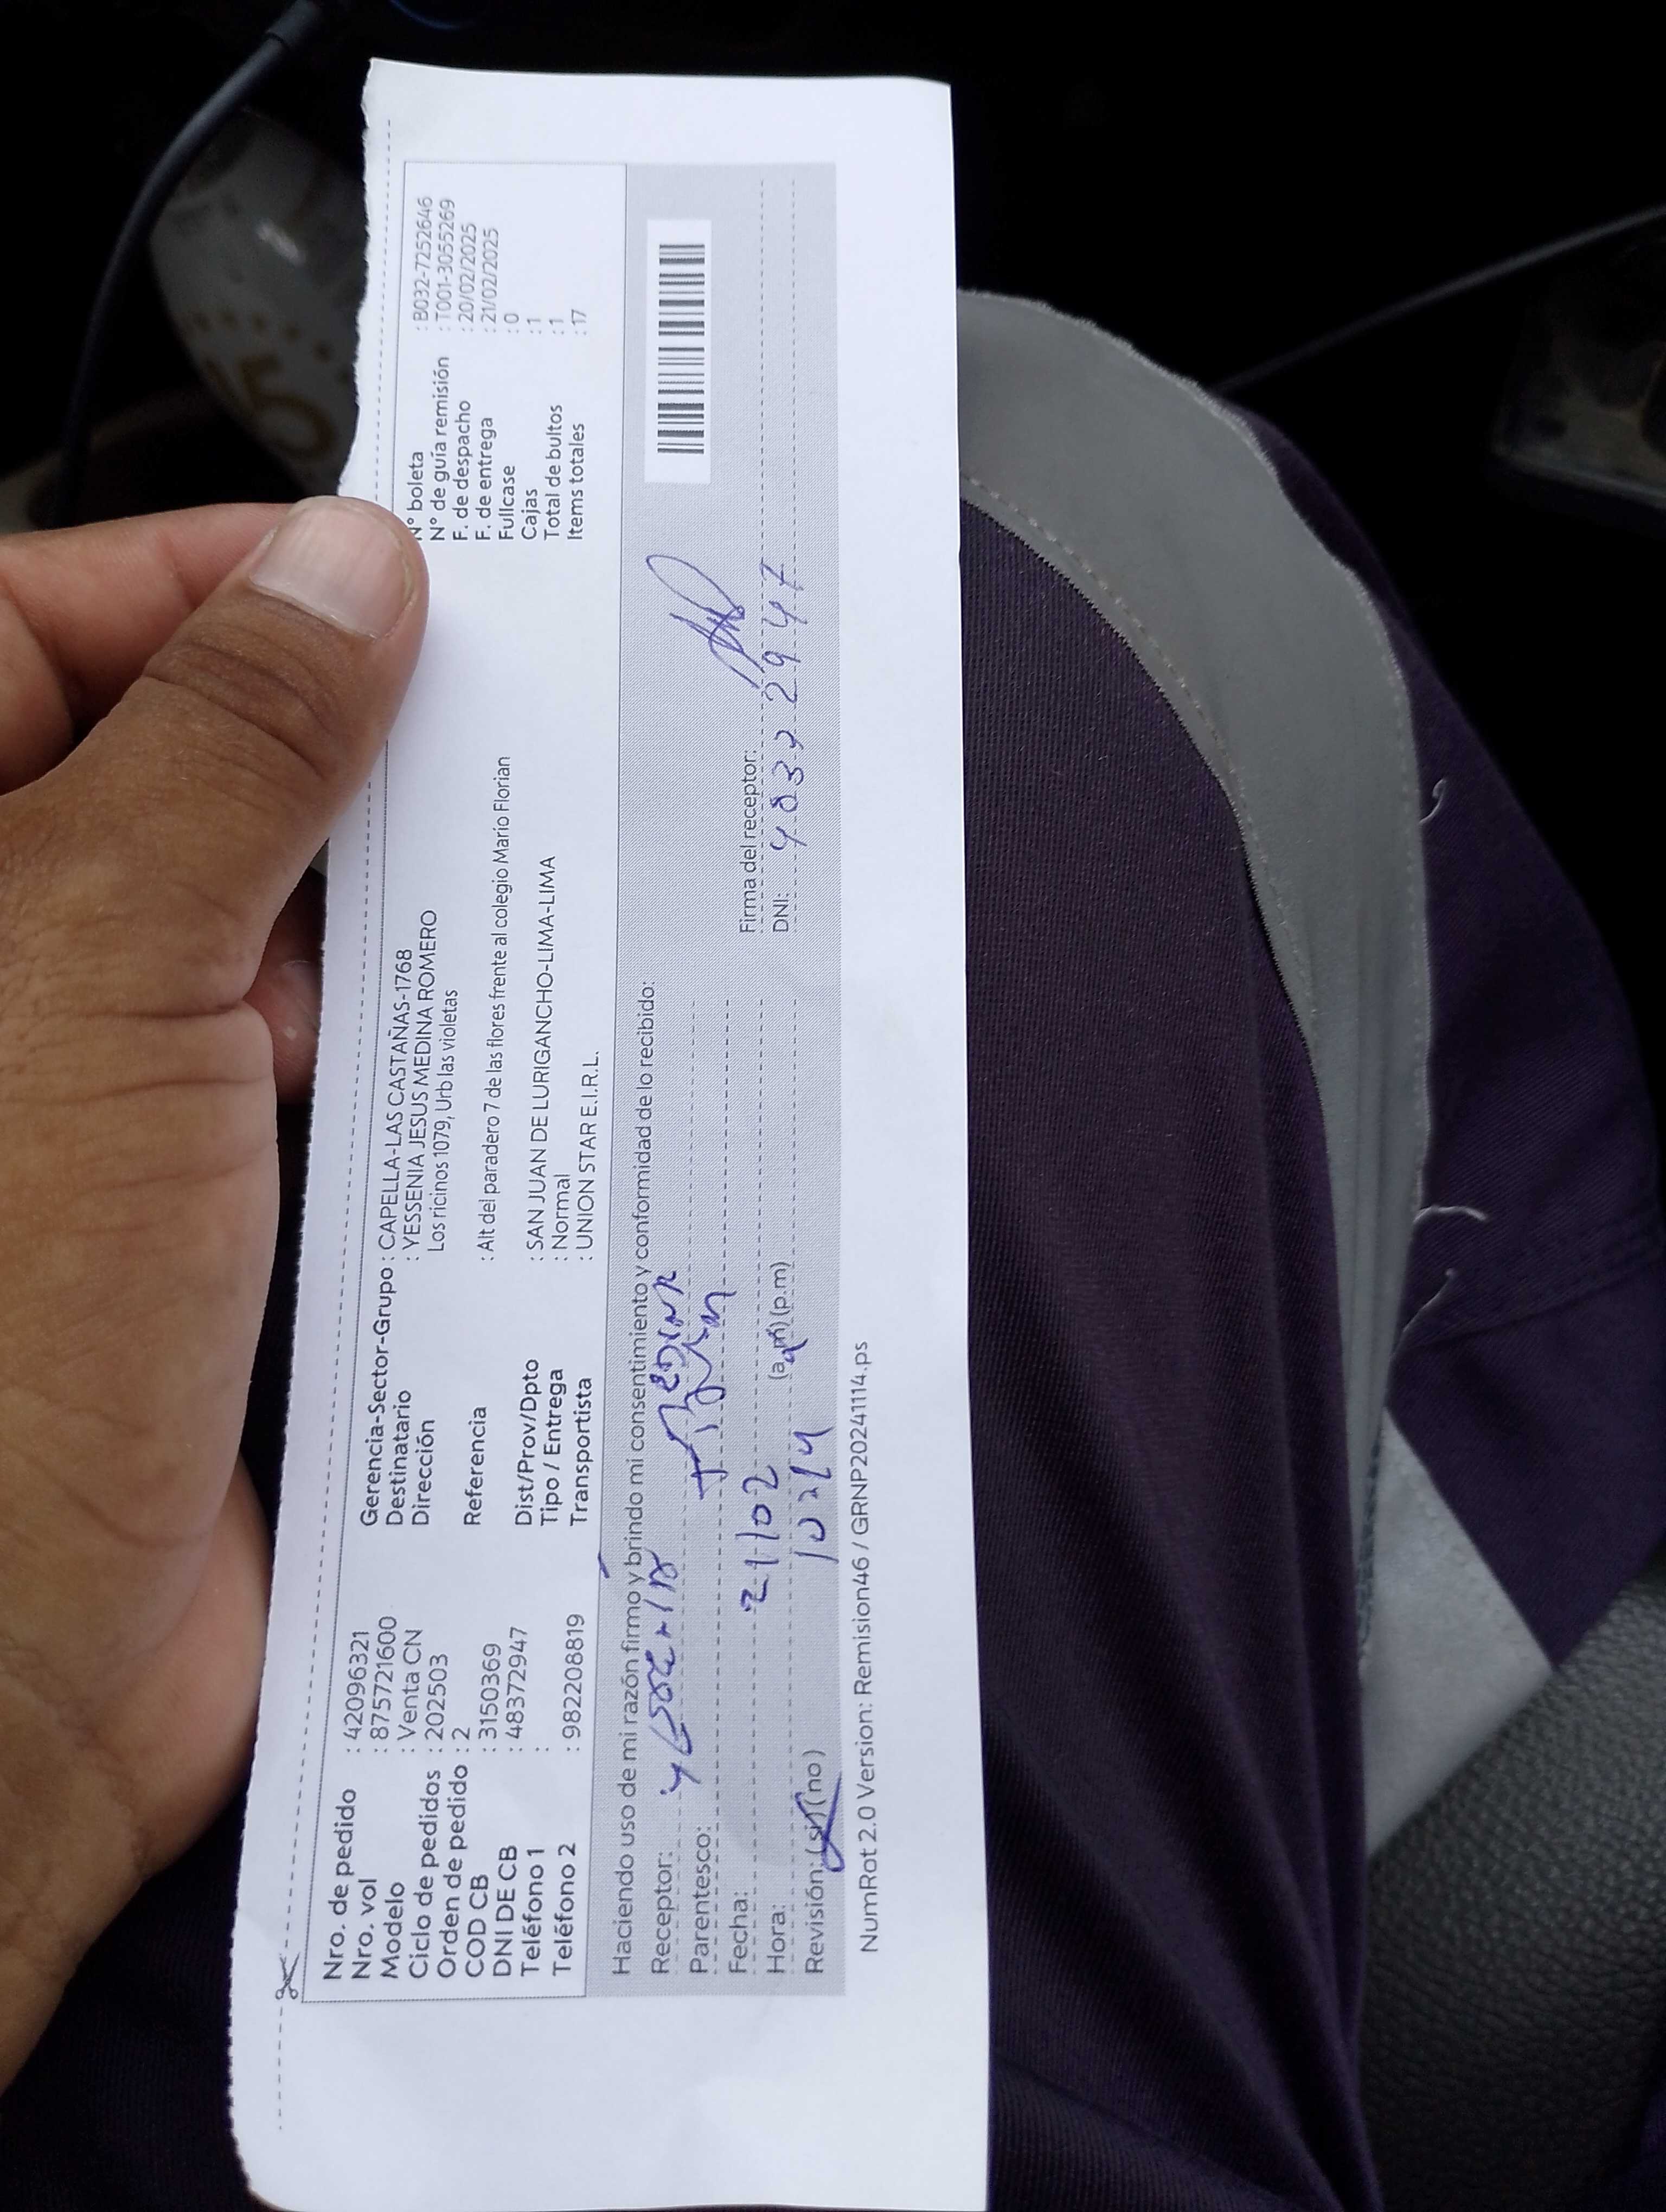 Nro. de pedido : 42096321
Nro. vol : 875721600
Modelo : Venta CN
Ciclo de pedidos : 202503
Orden de pedido : 2
COD CB : 3150369
DNI DE CB : 48372947
Teléfono 1 :
Teléfono 2 : 982208819
Gerencia-Sector-Grupo : CAPELLA-LAS CASTAÑAS-1768
Destinatario : YESSENIA JESUS MEDINA ROMERO
Dirección Los ricinos 1079, Urb las violetas
Referencia : Alt del paradero 7 de las flores frente al colegio Mario Florian
Dist/Prov/Dpto : SAN JUAN DE LURIGANCHO-LIMA-LIMA
Tipo / Entrega : Normal
Transportista : UNION STAR E.I.R.L.
N° boleta : B032-7252646
N° de guía remisión : T001-3055269
F. de despacho : 20/02/2025
F. de entrega : 21/02/2025
Fullcase : 0
Cajas : 1
Total de bultos : 1
Items totales : 17
Haciendo uso de mi razón firmo y brindo mi consentimiento y conformidad de lo recibido:
Receptor: Medina
Parentesco:
Fecha: 21/02
Hora: (a.m) (p.m)
Revisión: (si) (no)
Firma del receptor:
DNI:
NumRot 2.0 Version: Remision46 / GRNP20241114.ps